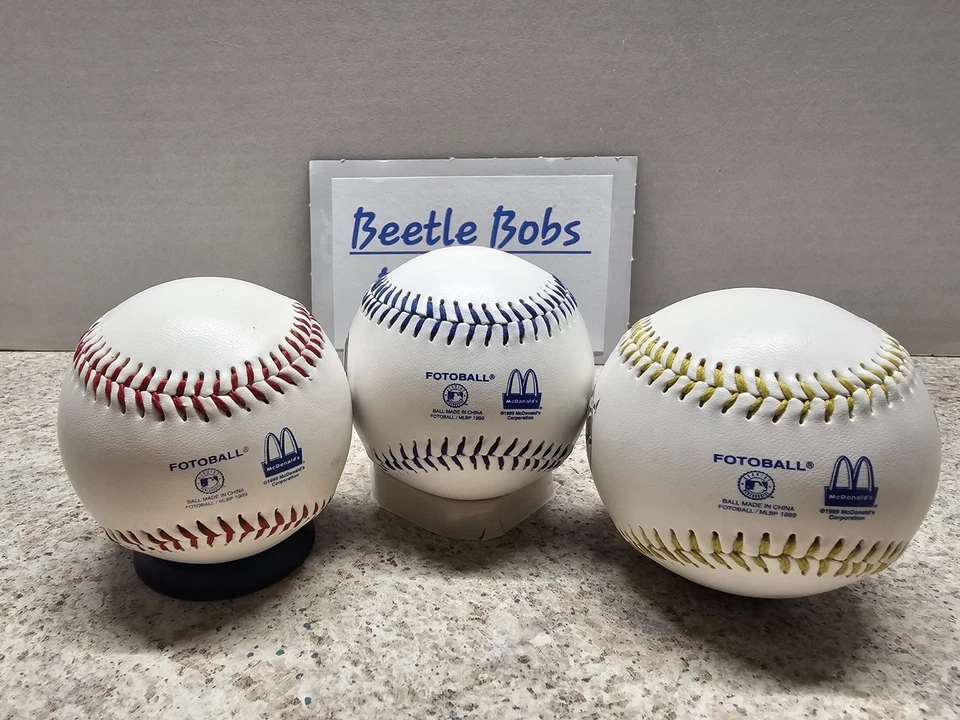 Beetle Bobs
FOTOBALL®
McDonald's
BALL MADE IN CHINA
FOTOBALL / MLBP 1999
©1999 McDonald's
Corporation
FOTOBALL®
McDonald's
BALL MADE IN CHINA
FOTOBALL / MLBP 1999
©1999 McDonald's
Corporation
FOTOBALL®
McDonald's
BALL MADE IN CHINA
FOTOBALL / MLBP 1999
©1999 McDonald's
Corporation